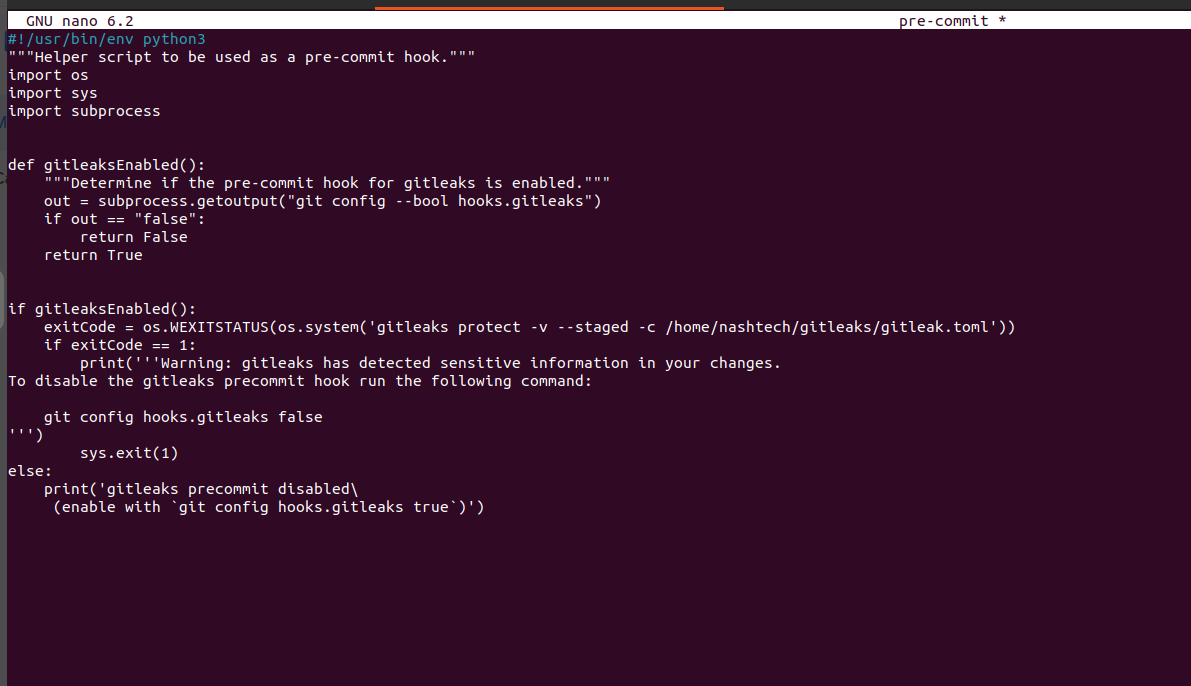 GNU nano 6.2 pre-commit *
#!/usr/bin/env python3
"""Helper script to be used as a pre-commit hook."""
import os
import sys
import subprocess
def gitleaksEnabled():
    """Determine if the pre-commit hook for gitleaks is enabled."""
    out = subprocess.getoutput("git config --bool hooks.gitleaks")
    if out == "false":
        return False
    return True
if gitleaksEnabled():
    exitCode = os.WEXITSTATUS(os.system('gitleaks protect -v --staged -c /home/nashtech/gitleaks/gitleak.toml'))
    if exitCode == 1:
        print('''Warning: gitleaks has detected sensitive information in your changes.
To disable the gitleaks precommit hook run the following command:
    git config hooks.gitleaks false
''')
        sys.exit(1)
else:
    print('gitleaks precommit disabled\
     (enable with `git config hooks.gitleaks true`)')